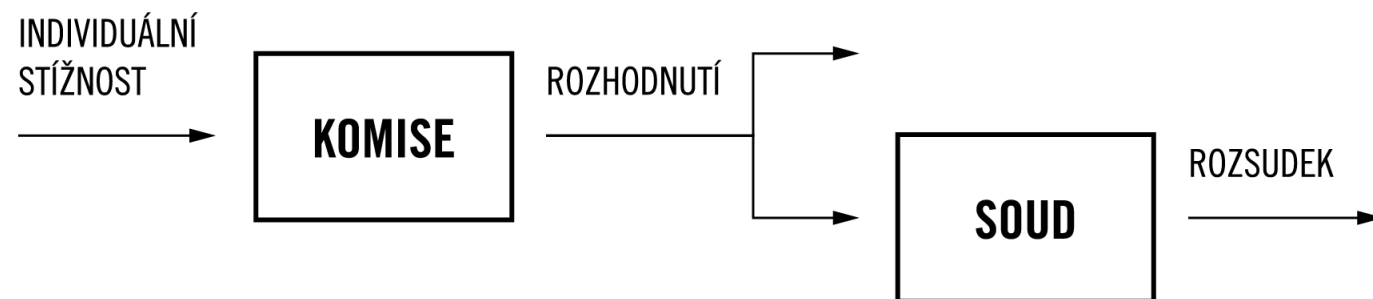 INDIVIDUÁLNÍ
STÍŽNOST
KOMISE
ROZHODNUTÍ
SOUD
ROZSUDEK